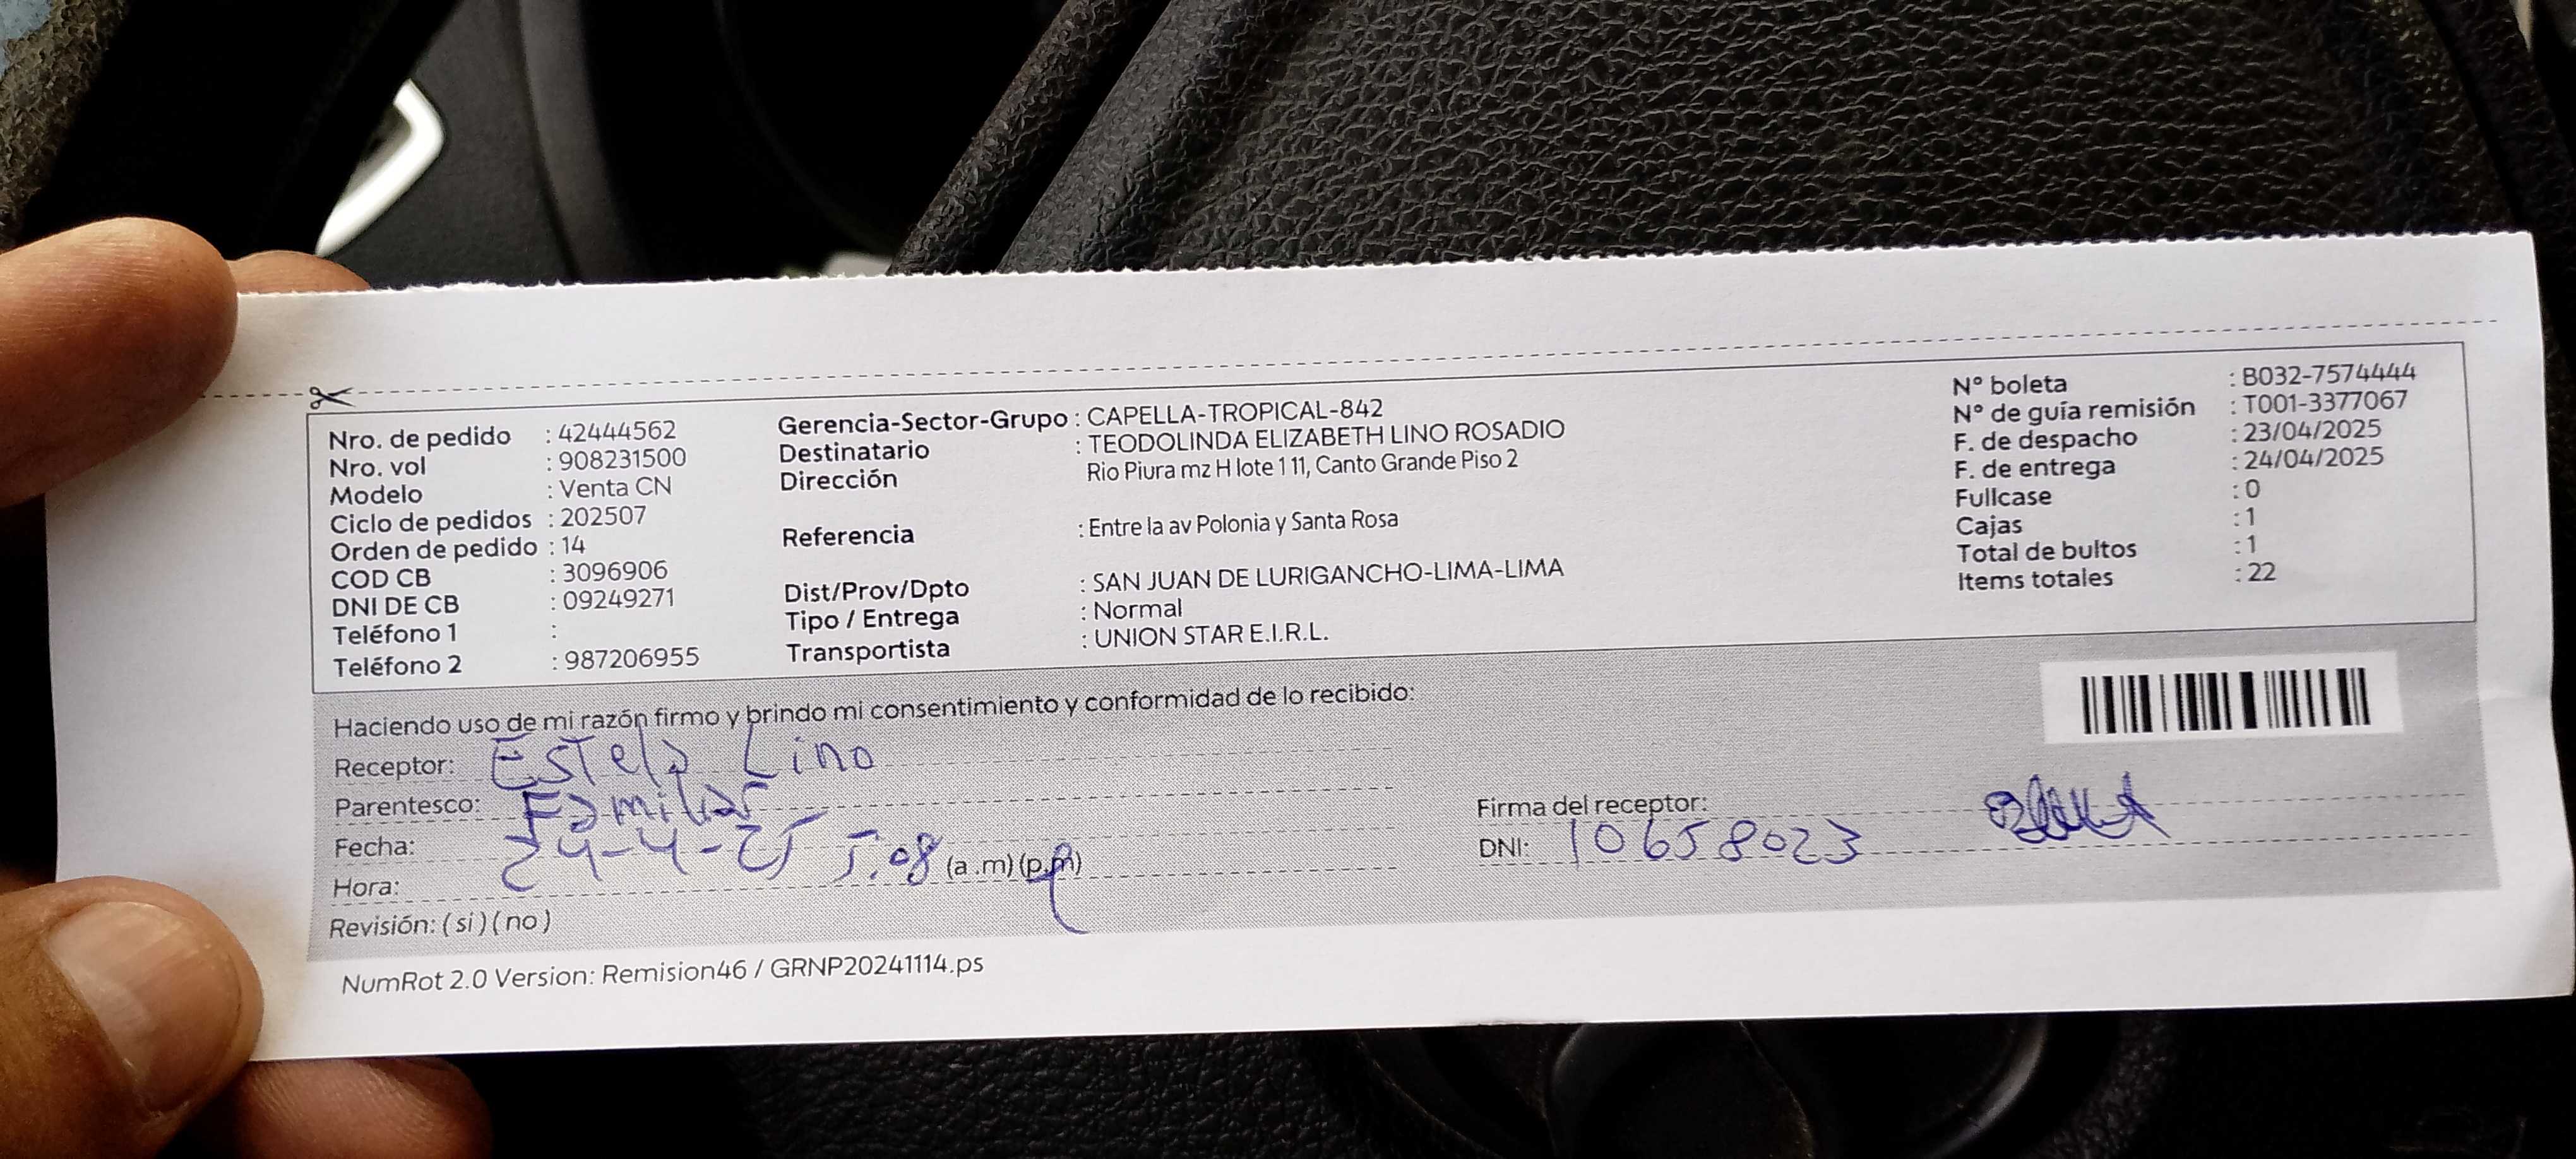 Nro. de pedido : 42444562
Nro. vol : 908231500
Modelo : Venta CN
Ciclo de pedidos : 202507
Orden de pedido : 14
COD CB : 3096906
DNI DE CB : 09249271
Teléfono 1 :
Teléfono 2 : 987206955
Gerencia-Sector-Grupo : CAPELLA-TROPICAL-842
Destinatario : TEODOLINDA ELIZABETH LINO ROSADIO
Dirección Rio Piura mz H lote 1 11, Canto Grande Piso 2
Referencia : Entre la av Polonia y Santa Rosa
Dist/Prov/Dpto : SAN JUAN DE LURIGANCHO-LIMA-LIMA
Tipo / Entrega : Normal
Transportista : UNION STAR E.I.R.L.
N° boleta : B032-7574444
N° de guía remisión : T001-3377067
F. de despacho : 23/04/2025
F. de entrega : 24/04/2025
Fullcase : 0
Cajas : 1
Total de bultos : 1
Items totales : 22
Haciendo uso de mi razón firmo y brindo mi consentimiento y conformidad de lo recibido:
Receptor: Estela Lino
Parentesco: Familiar
Fecha: 24-4-25
Hora: 5:08 (a.m) (p.m)
Revisión: (si) (no)
Firma del receptor:
DNI: 10658023
NumRot 2.0 Version: Remision46 / GRNP20241114.ps